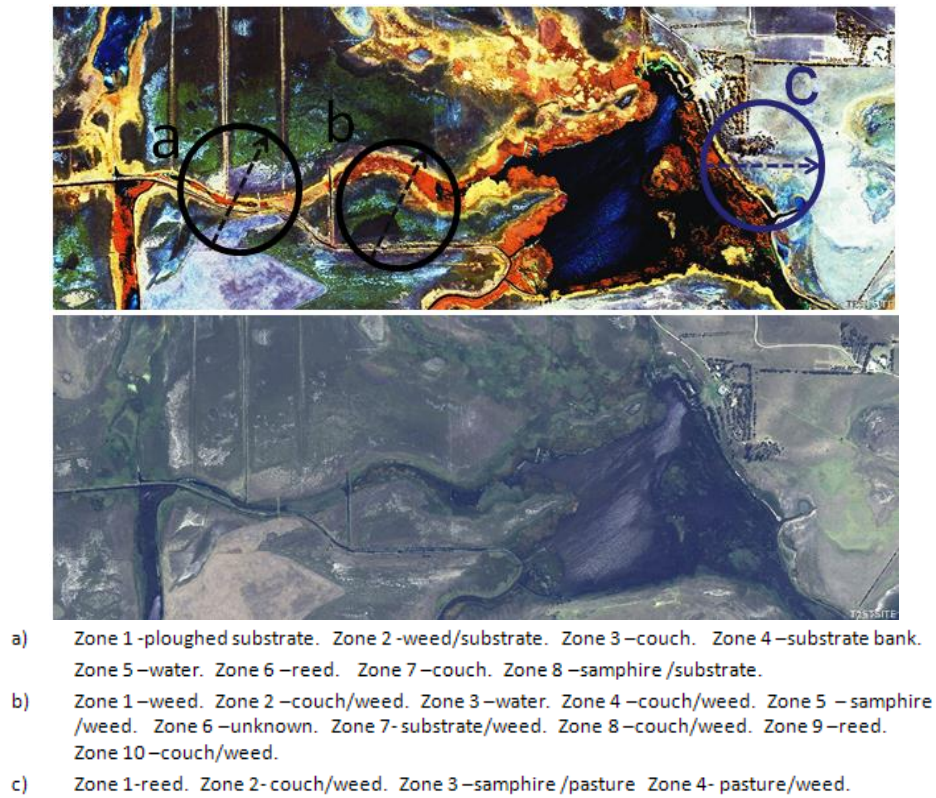 a
b
C
TESTSITE
TESTSITE
a) Zone 1 -ploughed substrate. Zone 2 -weed/substrate. Zone 3 –couch. Zone 4 –substrate bank.
Zone 5 –water. Zone 6 –reed. Zone 7 –couch. Zone 8 –samphire /substrate.
b) Zone 1 –weed. Zone 2 –couch/weed. Zone 3 –water. Zone 4 –couch/weed. Zone 5 – samphire
/weed. Zone 6 –unknown. Zone 7- substrate/weed. Zone 8 –couch/weed. Zone 9 –reed.
Zone 10 –couch/weed.
c) Zone 1-reed. Zone 2- couch/weed. Zone 3 –samphire /pasture Zone 4- pasture/weed.